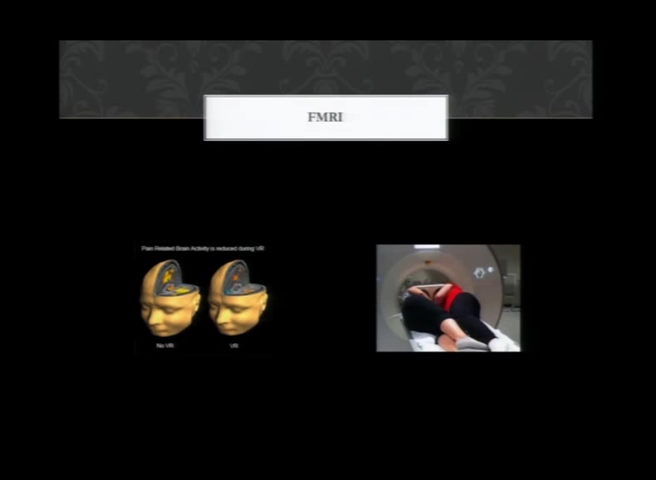 FMRI
Pain Related Brain Activity is reduced during VR
No VR
VR